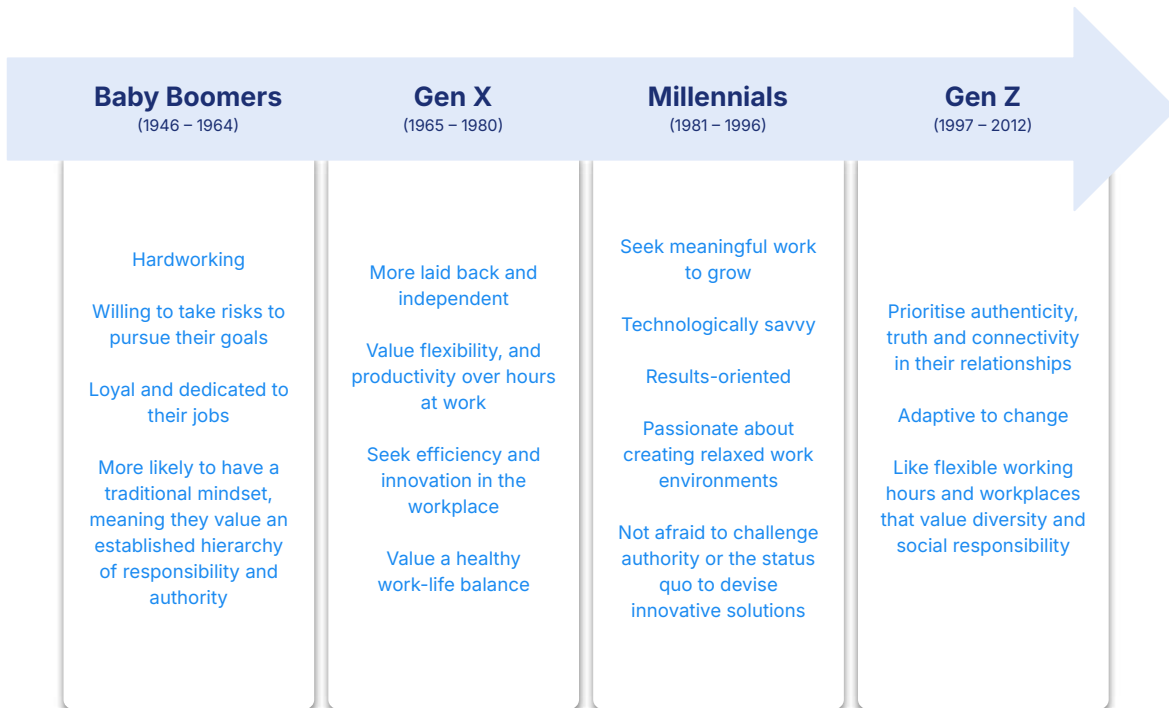 Baby Boomers
(1946 – 1964)
Hardworking
Willing to take risks to
pursue their goals
Loyal and dedicated to
their jobs
More likely to have a
traditional mindset,
meaning they value an
established hierarchy
of responsibility and
authority
Gen X
(1965 – 1980)
More laid back and
independent
Value flexibility, and
productivity over hours
at work
Seek efficiency and
innovation in the
workplace
Value a healthy
work-life balance
Millennials
(1981 – 1996)
Seek meaningful work
to grow
Technologically savvy
Results-oriented
Passionate about
creating relaxed work
environments
Not afraid to challenge
authority or the status
quo to devise
innovative solutions
Gen Z
(1997 – 2012)
Prioritise authenticity,
truth and connectivity
in their relationships
Adaptive to change
Like flexible working
hours and workplaces
that value diversity and
social responsibility